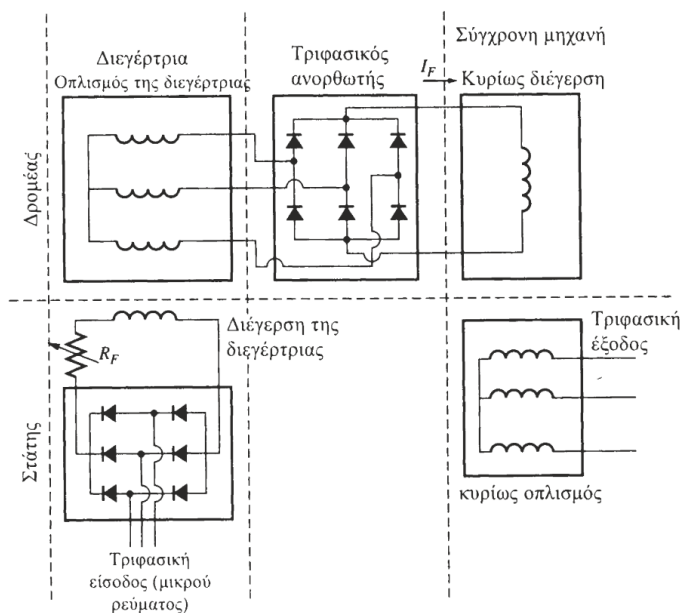 Διεγέρτρια
Οπλισμός της διεγέρτριας
Τριφασικός
ανορθωτής
Σύγχρονη μηχανή
I_F
Κυρίως διέγερση
Δρομέας
Στάτης
R_F
Διέγερση της
διεγέρτριας
Τριφασική
είσοδος (μικρού
ρεύματος)
Τριφασική
έξοδος
κυρίως οπλισμός